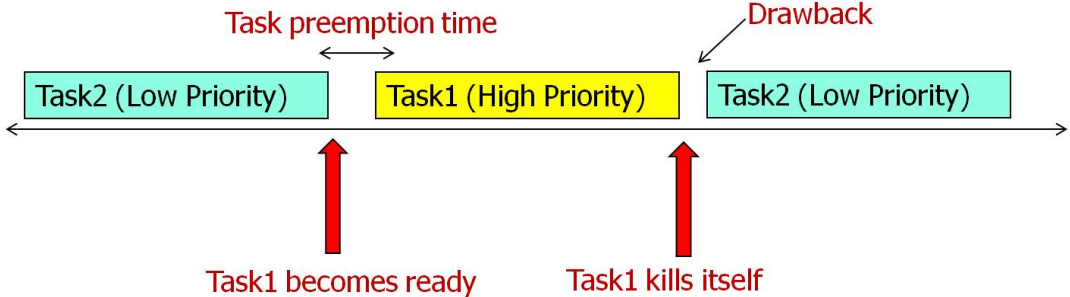 Drawback
Task preemption time
Task2 (Low Priority)
Task1 (High Priority)
Task2 (Low Priority)
Task1 becomes ready
Task1 kills itself